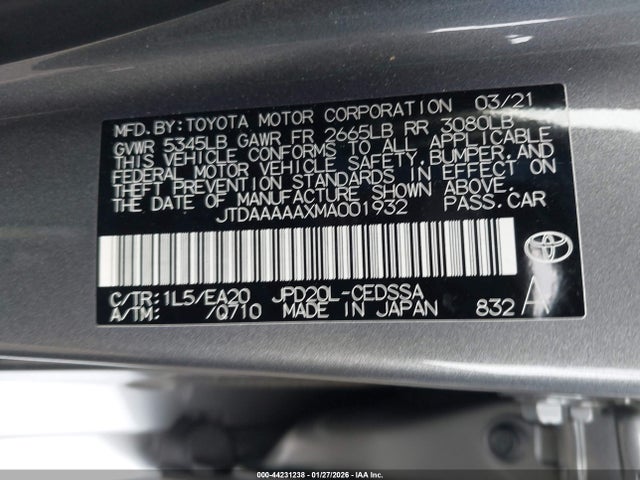 MFD.BY:TOYOTA MOTOR CORPORATION 03/21
GVWR 5345LB GAWR FR 2665LB RR 3080LB
THIS VEHICLE CONFORMS TO ALL APPLICABLE
FEDERAL MOTOR VEHICLE SAFETY,BUMPER,AND
THEFT PREVENTION STANDARDS IN EFFECT ON
THE DATE OF MANUFACTURE SHOWN ABOVE.
JTDAAAAAXMA001932 PASS.CAR
C/TR:1L5/EA20 JPD20L-CEDSSA
A/TM: /Q710 MADE IN JAPAN 832 A
000-44231238 - 01/27/2026 - IAA Inc.